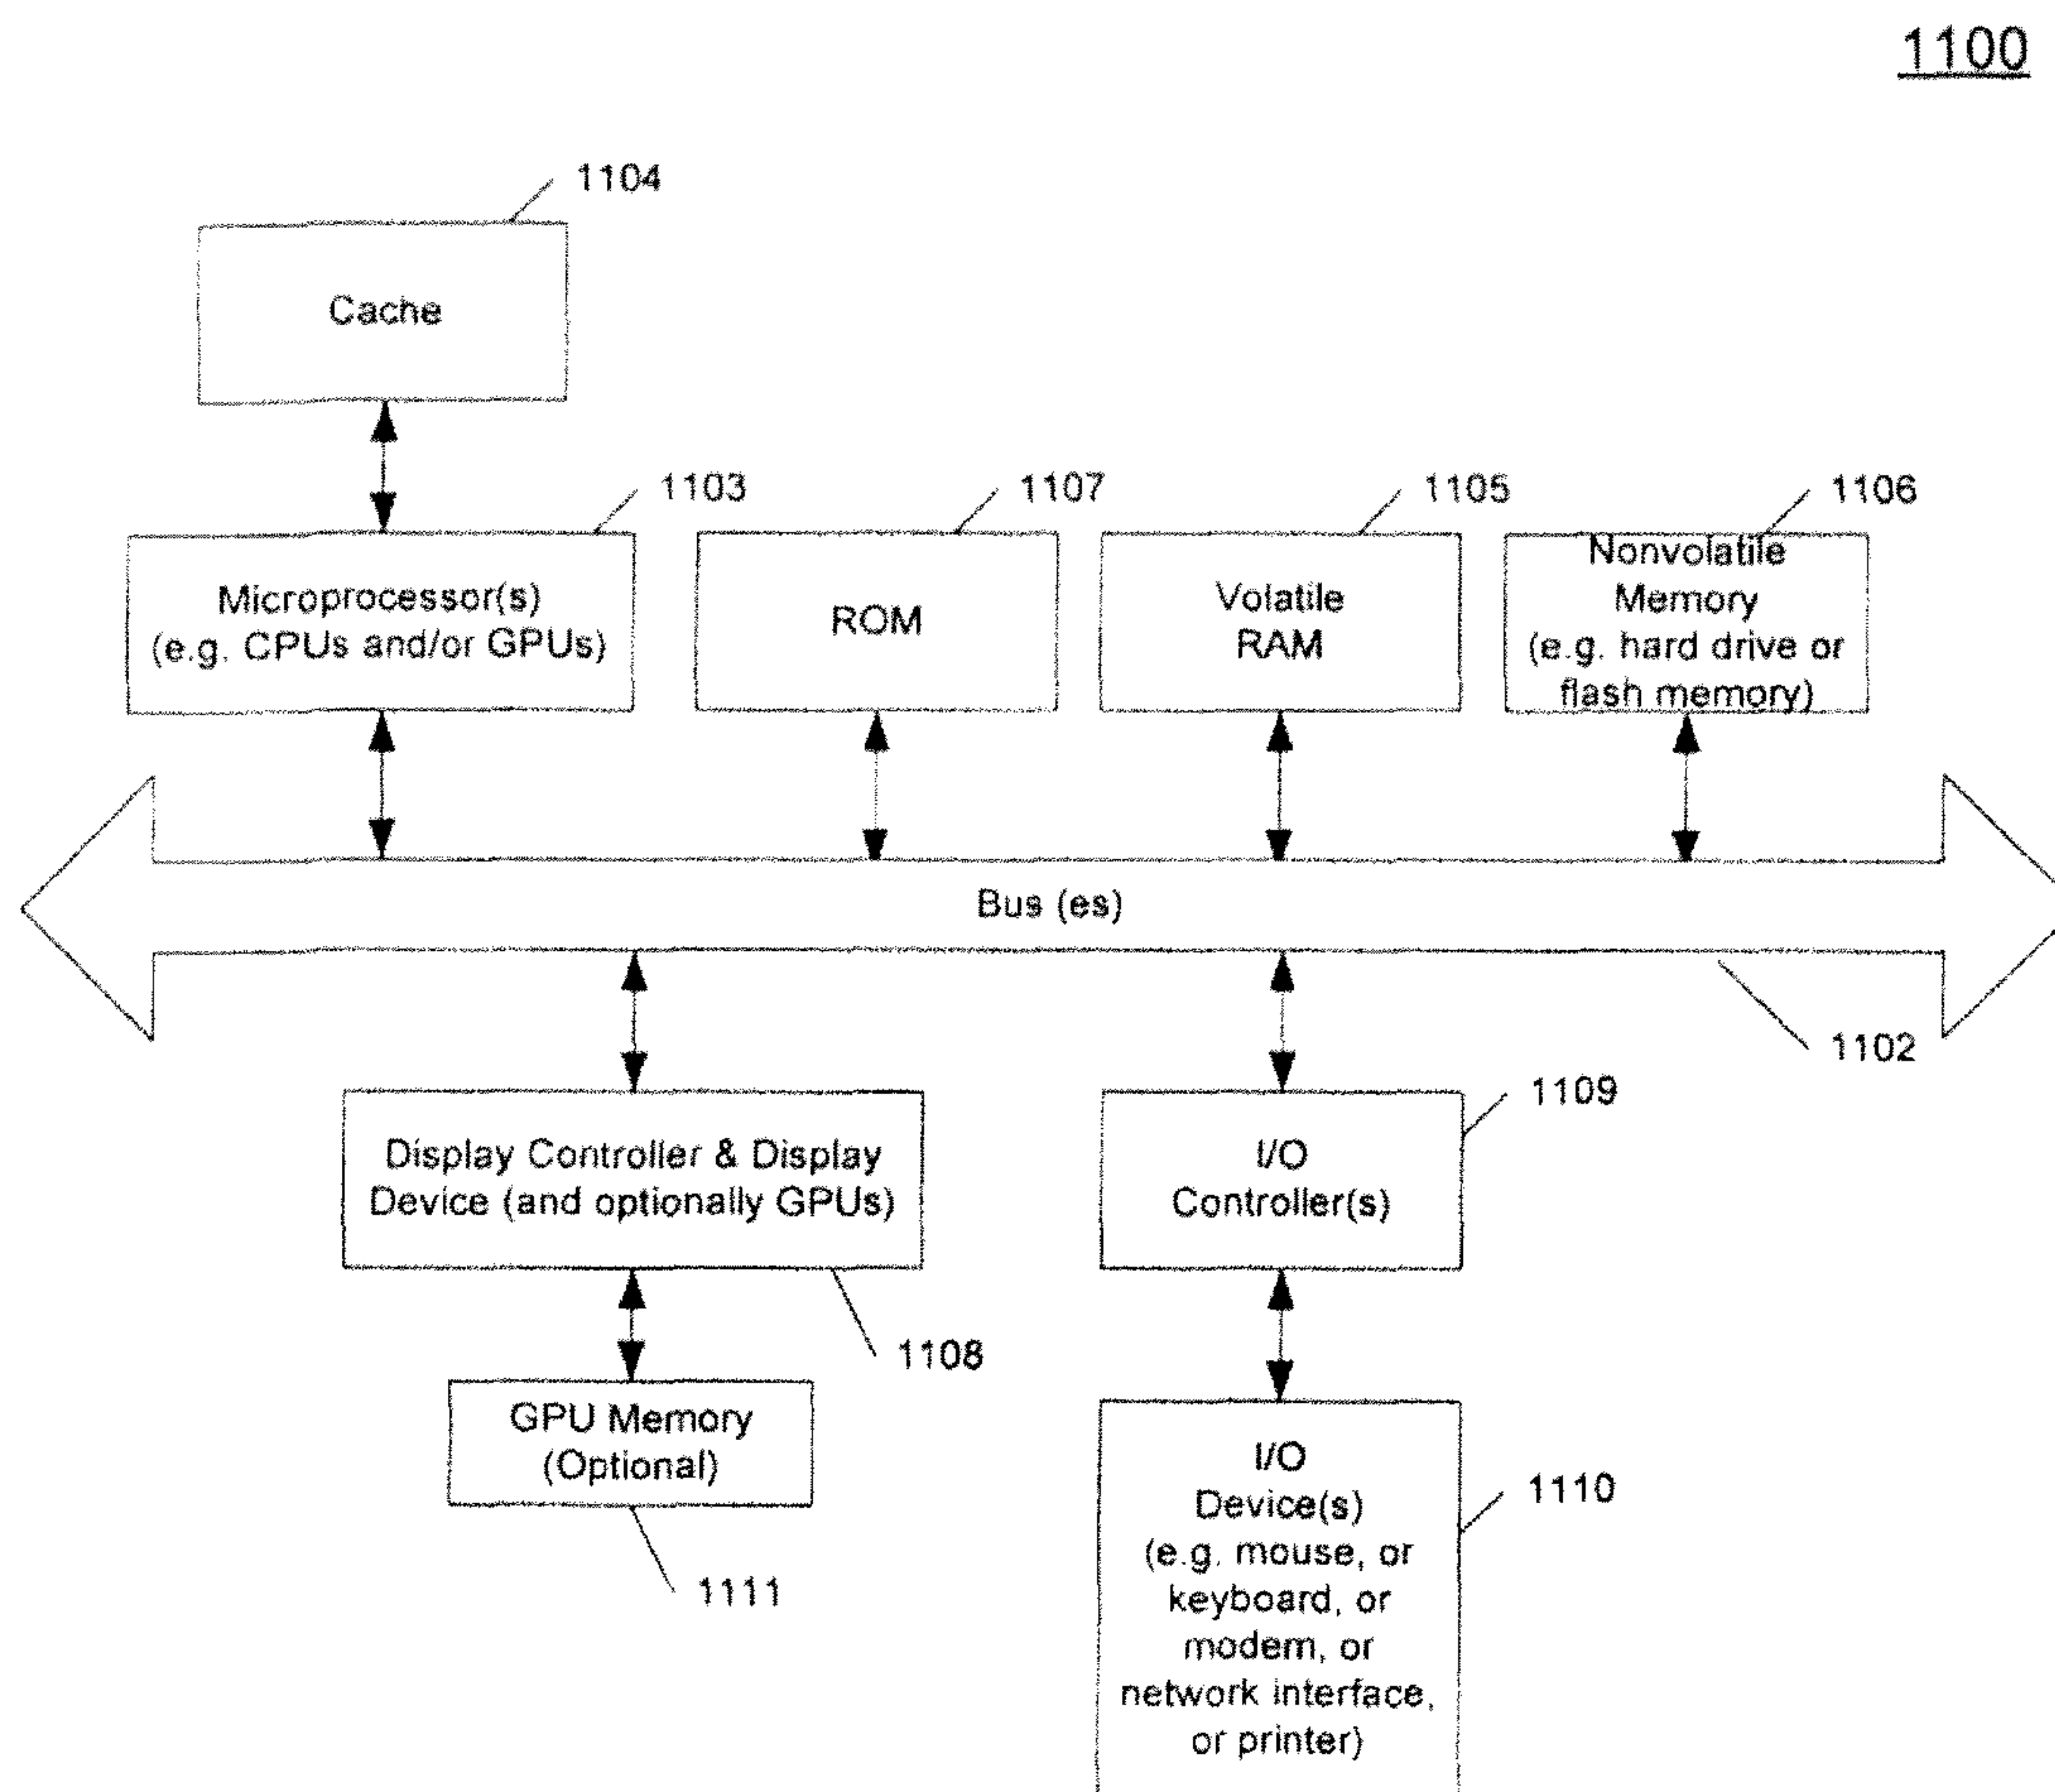 1100
1104
Cache
1103
1107
1105
1106
Microprocessor(s)
(e.g. CPUs and/or GPUs)
ROM
Volatile
RAM
Nonvolatile
Memory
(e.g. hard drive or
flash memory)
Bus (es)
1102
1109
Display Controller & Display
Device (and optionally GPUs)
I/O
Controller(s)
1108
GPU Memory
(Optional)
1111
I/O
Device(s)
(e.g. mouse, or
keyboard, or
modem, or
network interface,
or printer)
1110